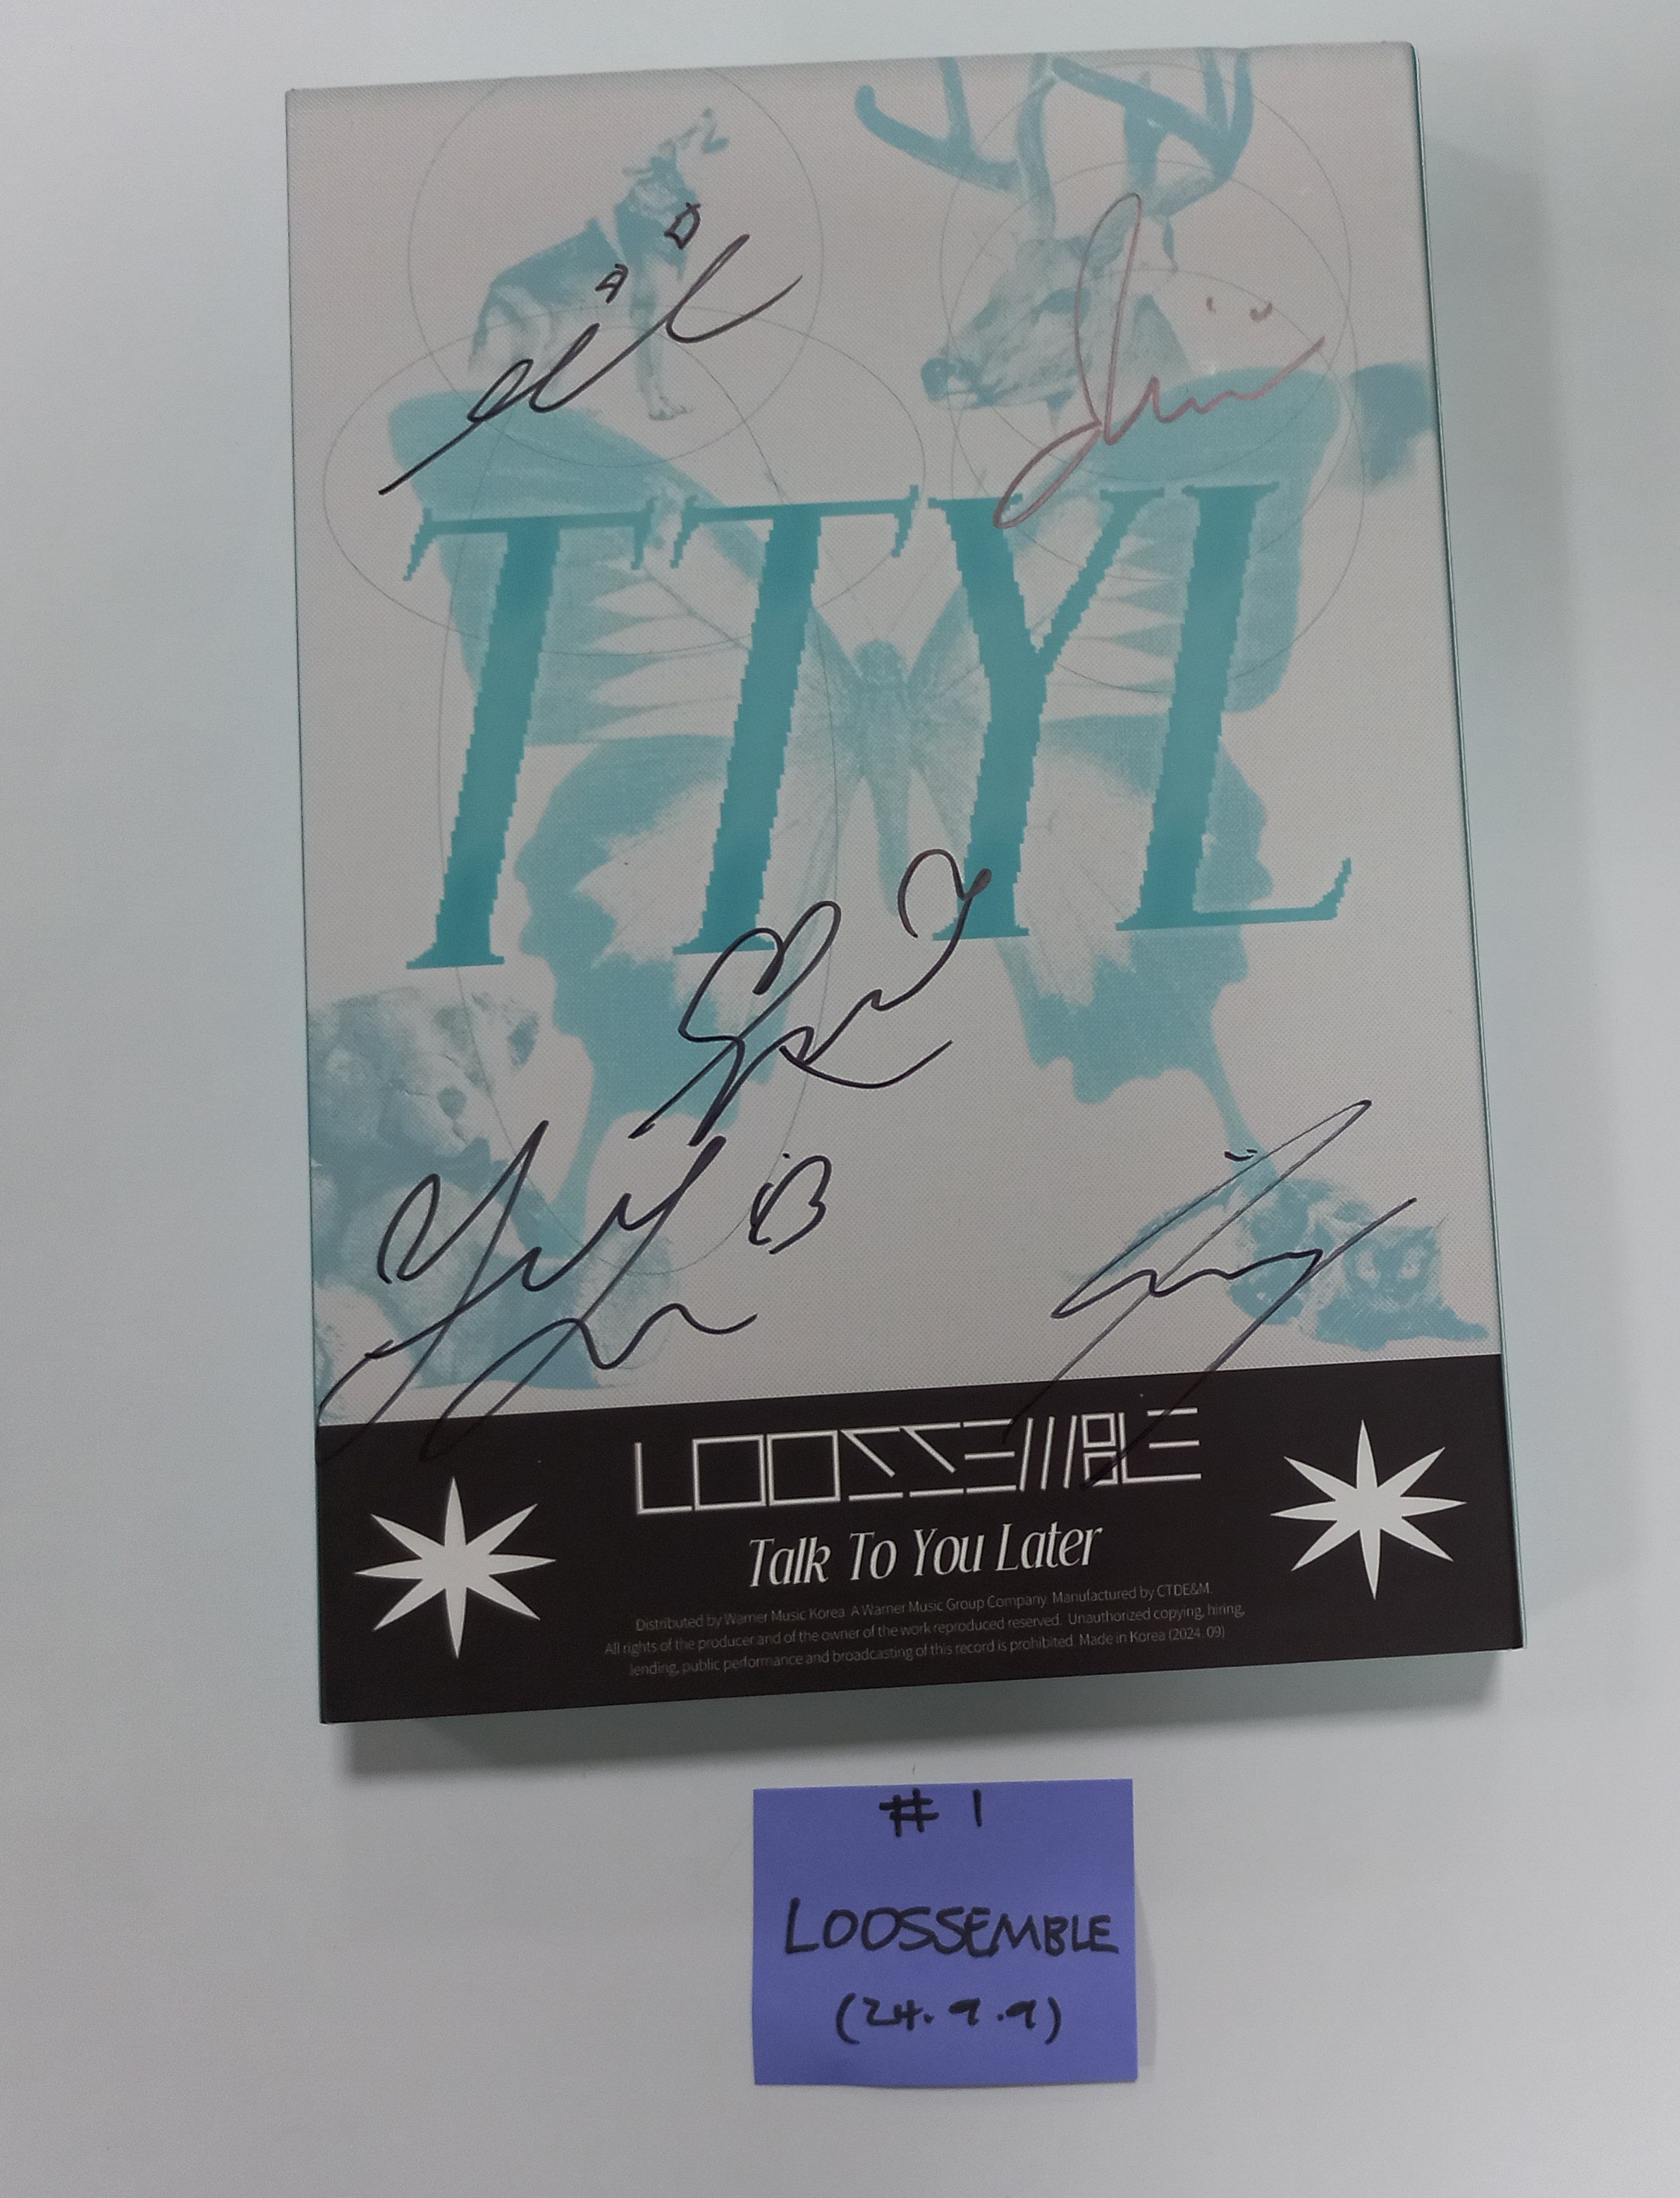 TTYL
LOOSSEMBLE
Talk To You Later
Distributed by Warner Music Korea. A Warner Music Group Company. Manufactured by CTDE&M.
All rights of the producer and of the owner of the work reproduced reserved. Unauthorized copying, hiring,
lending, public performance and broadcasting of this record is prohibited. Made in Korea (2024. 09)
# 1
LOOSSEMBLE
(24.9.9)